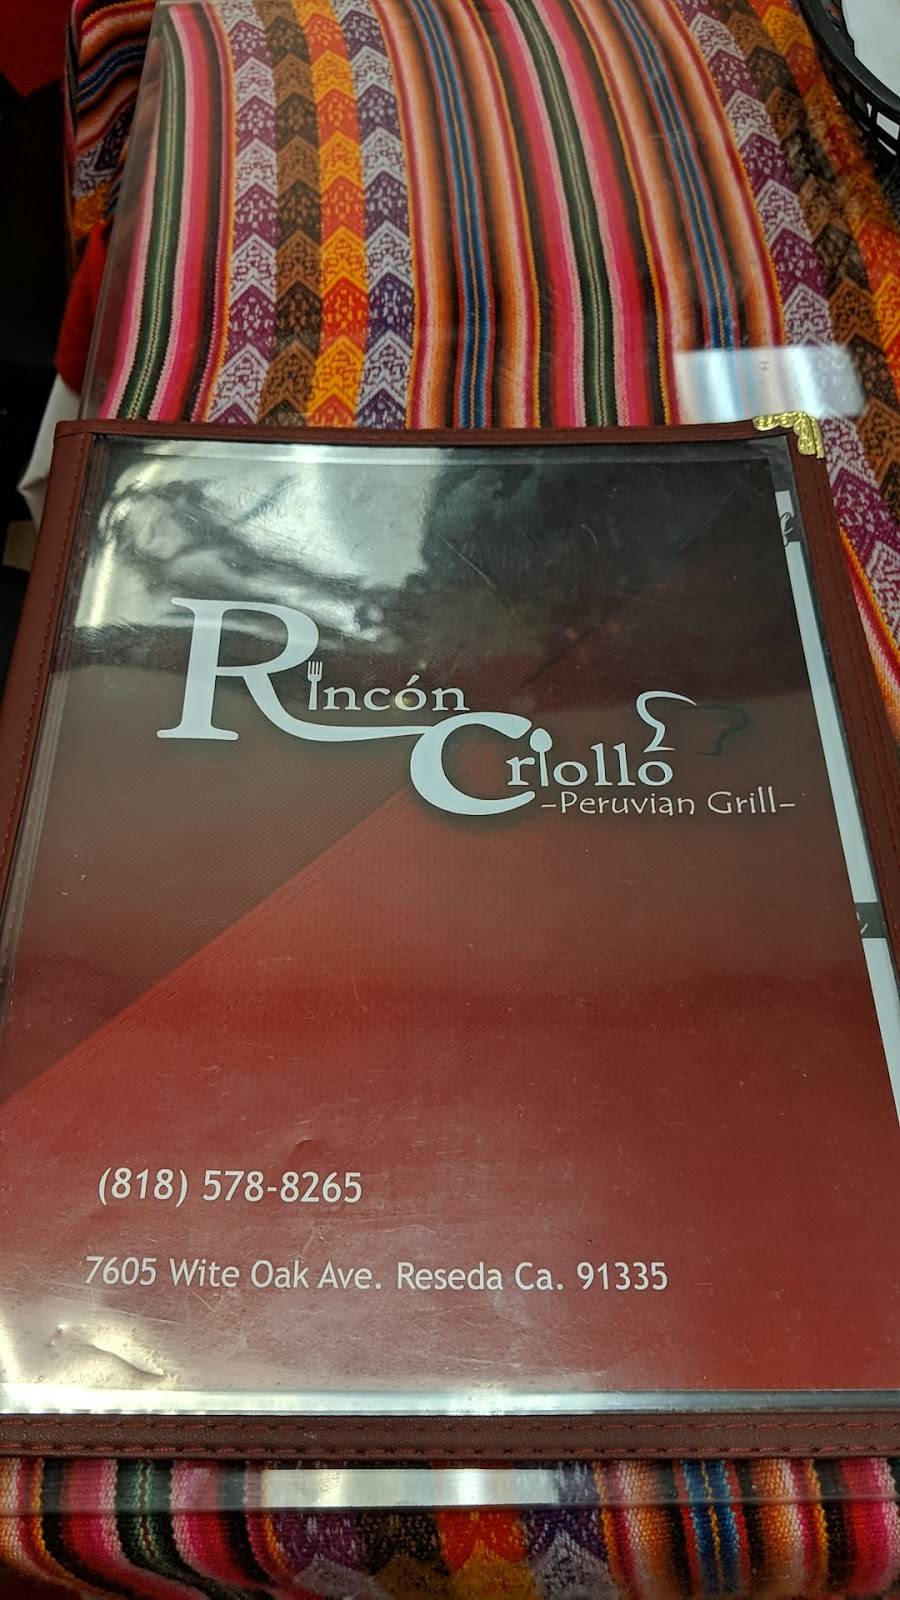 Rincón
Criollo
-Peruvian Grill-
(818) 578-8265
7605 Wite Oak Ave. Reseda Ca. 91335